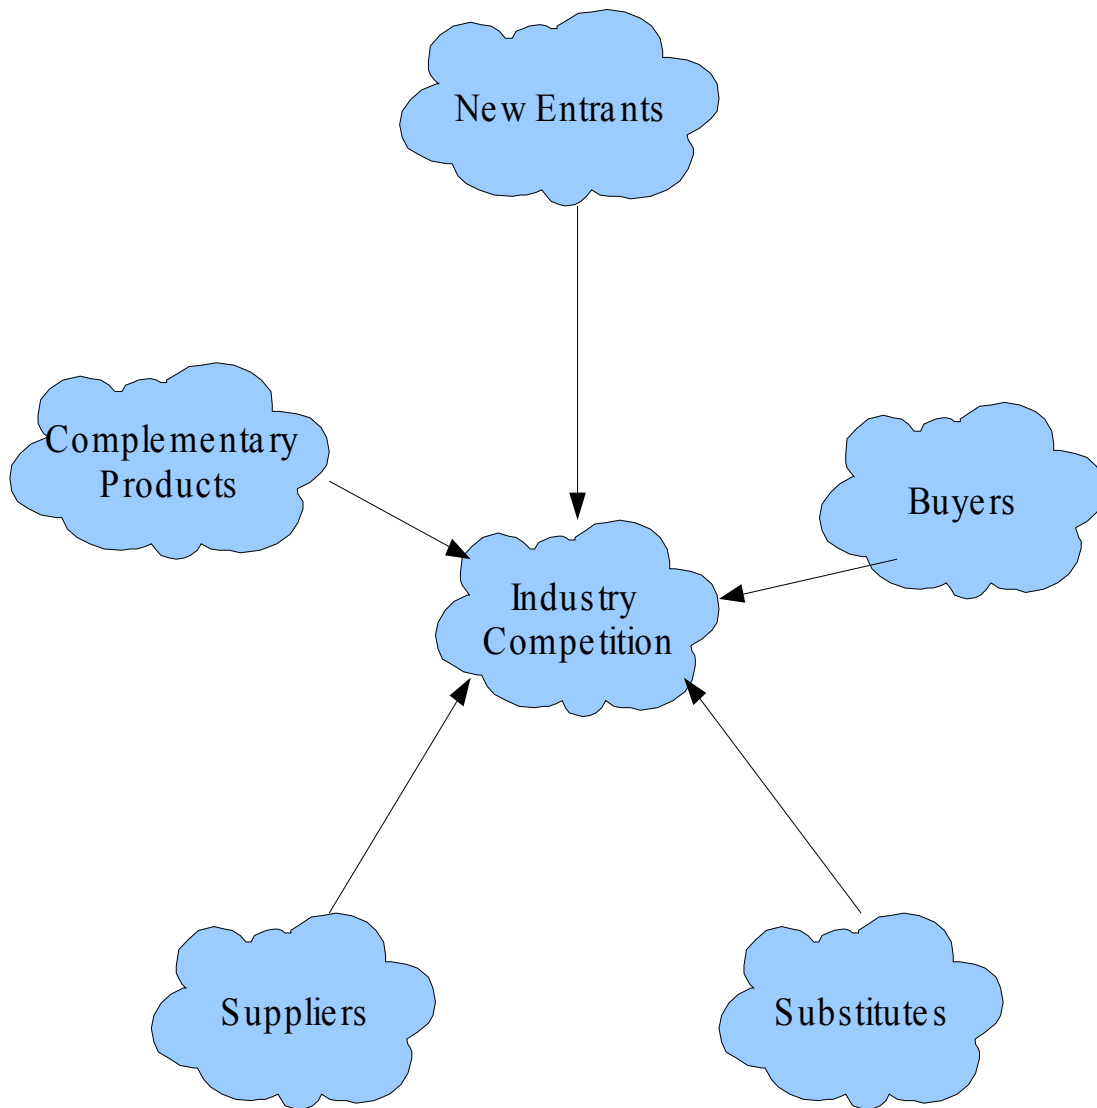 New Entrants
Complementary
Products
Buyers
Industry
Competition
Suppliers
Substitutes